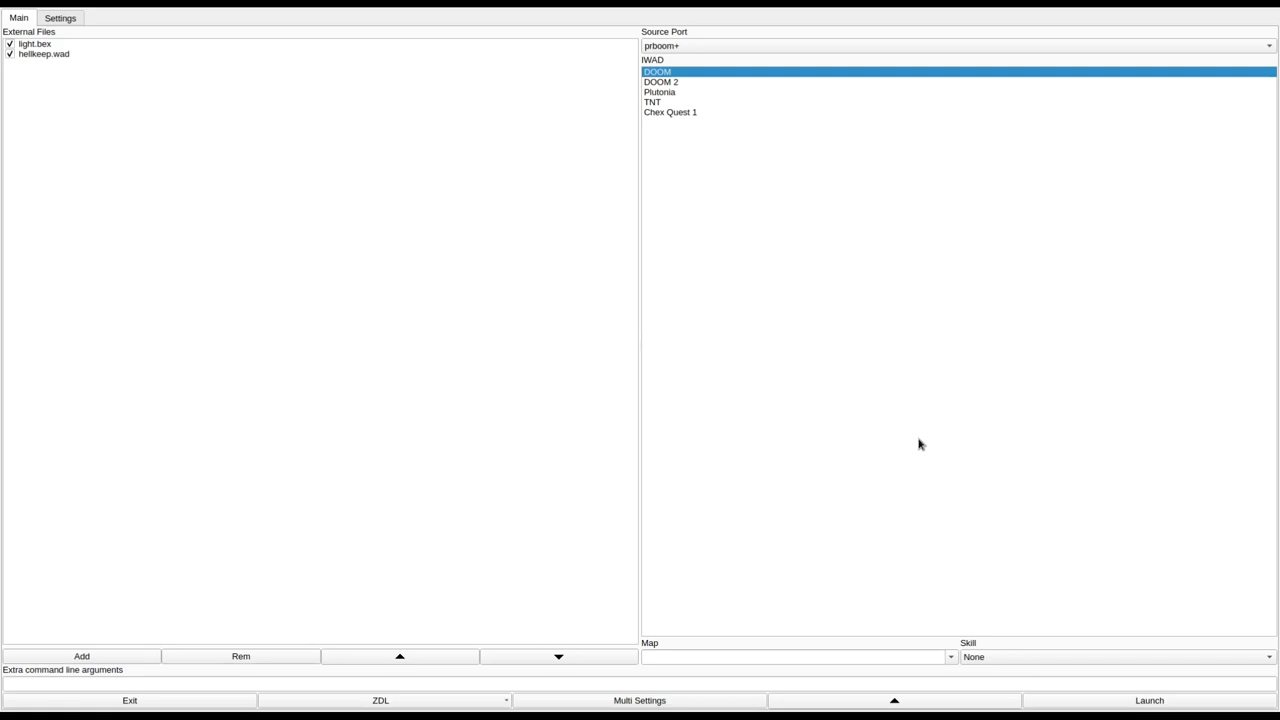 Main
Settings
External Files
light.bex
hellkeep.wad
Source Port
prboom+
IWAD
DOOM
DOOM 2
Plutonia
TNT
Chex Quest 1
Map
Skill
None
Add
Rem
Extra command line arguments
Exit
ZDL
Multi Settings
Launch